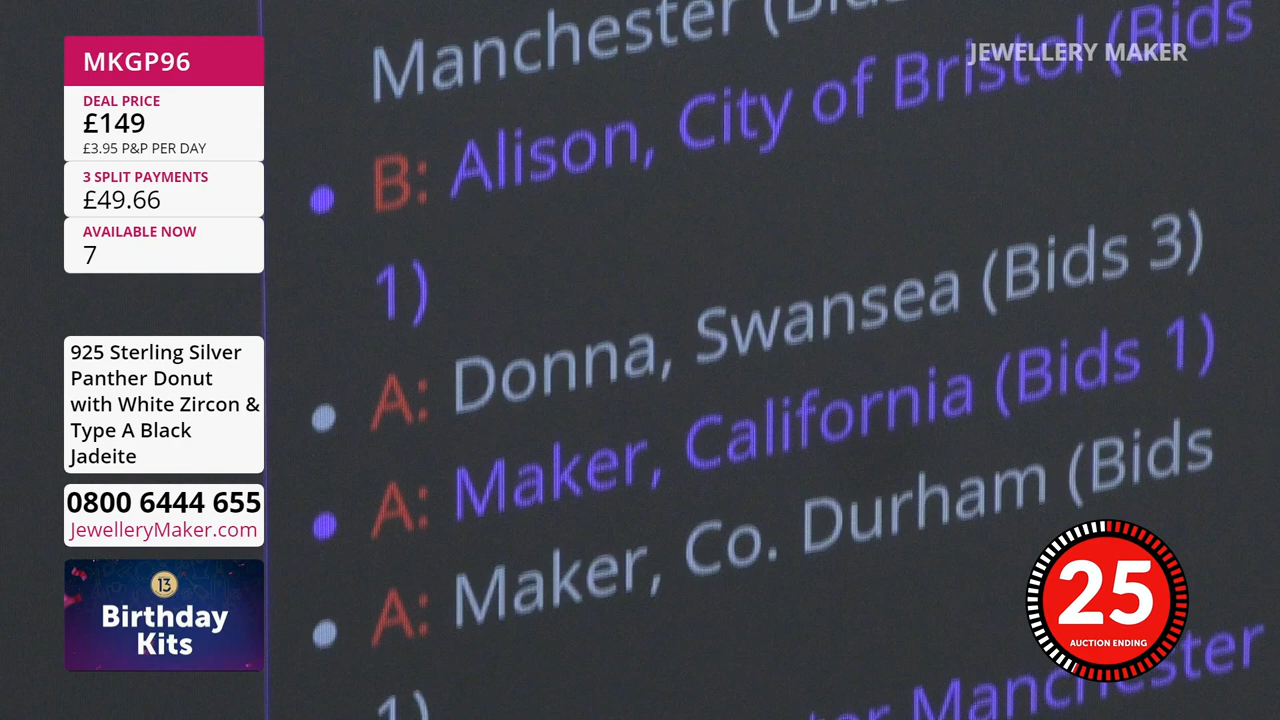 MKGP96
DEAL PRICE
£149
£3.95 P&P PER DAY
3 SPLIT PAYMENTS
£49.66
AVAILABLE NOW
7
925 Sterling Silver
Panther Donut
with White Zircon &
Type A Black
Jadeite
0800 6444 655
JewelleryMaker.com
13
Birthday
Kits
JEWELLERY MAKER
Manchester (Bids
B: Alison, City of Bristol (Bids
1)
A: Donna, Swansea (Bids 3)
A: Maker, California (Bids 1)
A: Maker, Co. Durham (Bids
1)
Manchester
25
AUCTION ENDING